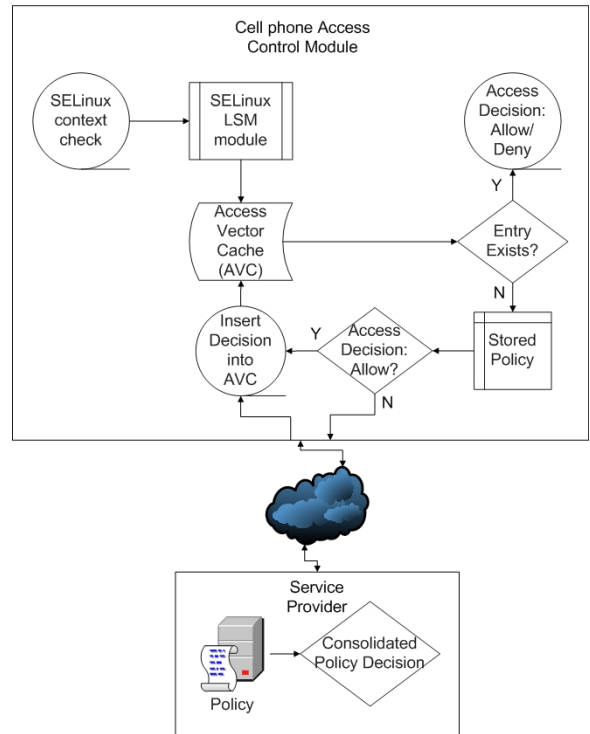 Cell phone Access
Control Module
SELinux
context
check
SELinux
LSM
module
Access
Decision:
Allow/
Deny
Y
Access
Vector
Cache
(AVC)
Entry
Exists?
N
Insert
Decision
into
AVC
Y
Access
Decision:
Allow?
N
Stored
Policy
Service
Provider
Consolidated
Policy Decision
Policy